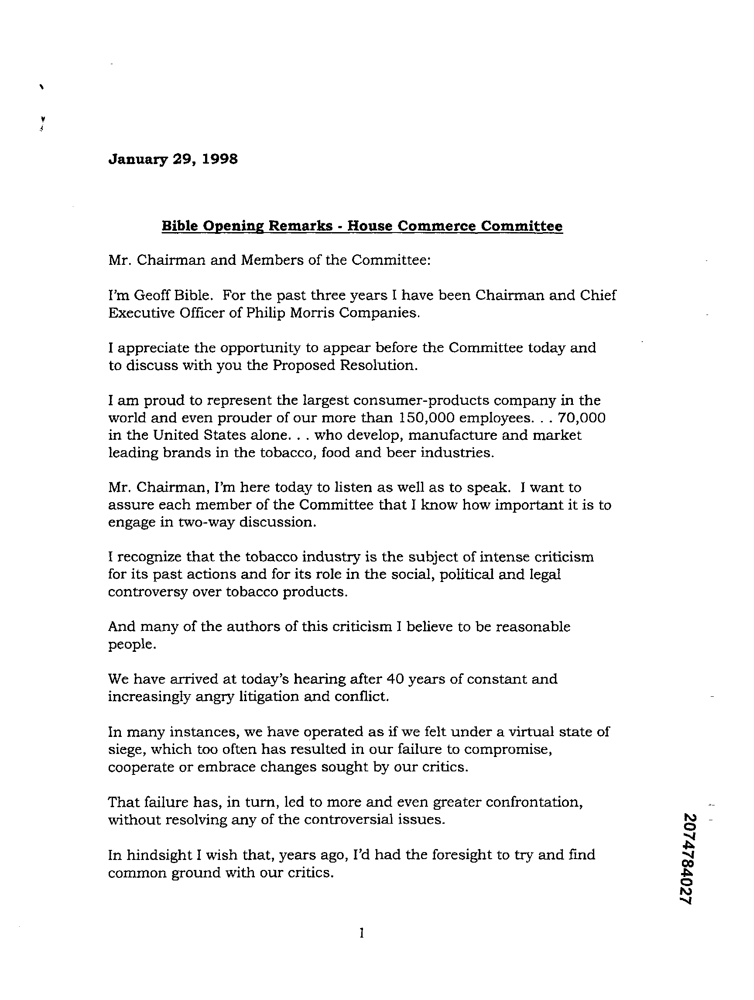 January 29, 1998
Bible Opening Remarks - House Commerce Committee
Mr. Chairman and Members of the Committee:
I'm Geoff Bible. For the past three years I have been Chairman and Chief
Executive Officer of Philip Morris Companies.
I appreciate the opportunity to appear before the Committee today and
to discuss with you the Proposed Resolution.
I am proud to represent the largest consumer-products company in the
world and even prouder of our more than 150,000 employees. . . 70,000
in the United States alone. . . who develop, manufacture and market
leading brands in the tobacco, food and beer industries.
Mr. Chairman, I'm here today to listen as well as to speak. I want to
assure each member of the Committee that I know how important it is to
engage in two-way discussion.
I recognize that the tobacco industry is the subject of intense criticism
for its past actions and for its role in the social, political and legal
controversy over tobacco products.
And many of the authors of this criticism I believe to be reasonable
people.
We have arrived at today's hearing after 40 years of constant and
increasingly angry litigation and conflict.
In many instances, we have operated as if we felt under a virtual state of
siege, which too often has resulted in our failure to compromise,
cooperate or embrace changes sought by our critics.
That failure has, in turn, led to more and even greater confrontation,
without resolving any of the controversial issues.
In hindsight I wish that, years ago, I'd had the foresight to try and find
common ground with our critics.
1
2074784027